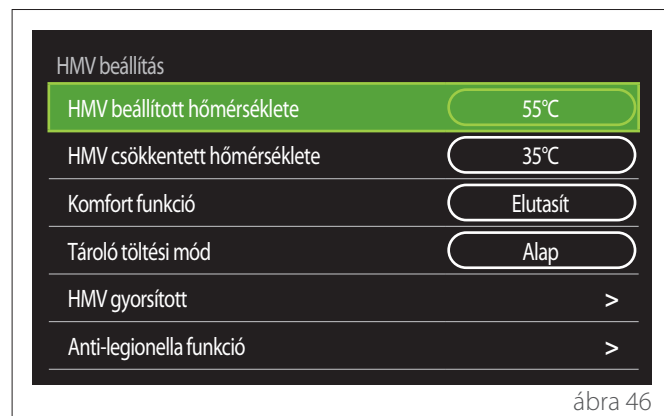 HMV beállítás
HMV beállított hőmérséklete 55°C
HMV csökkentett hőmérséklete 35°C
Komfort funkció Elutasít
Tároló töltési mód Alap
HMV gyorsított >
Anti-legionella funkció >
ábra 46